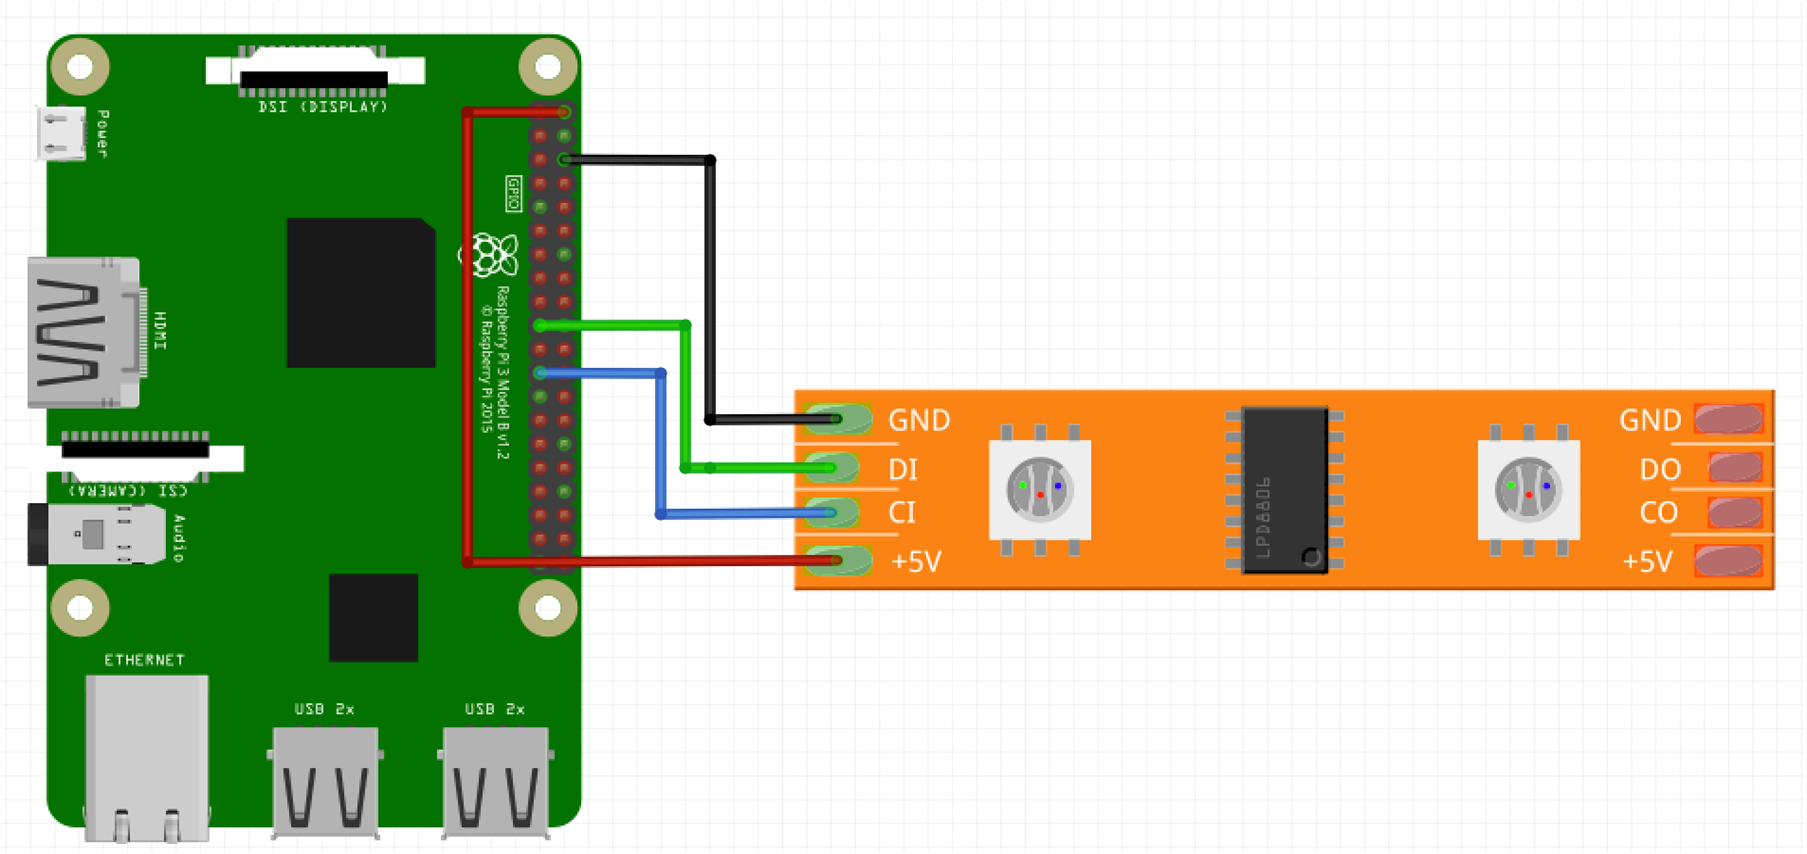 DSI (DISPLAY)
Power
GPIO
HDMI
Raspberry Pi 3 Model B v1.2
© Raspberry Pi 2015
CSI (CAMERA)
Audio
ETHERNET
USB 2x
USB 2x
GND
DI
CI
+5V
LPD8806
GND
DO
CO
+5V